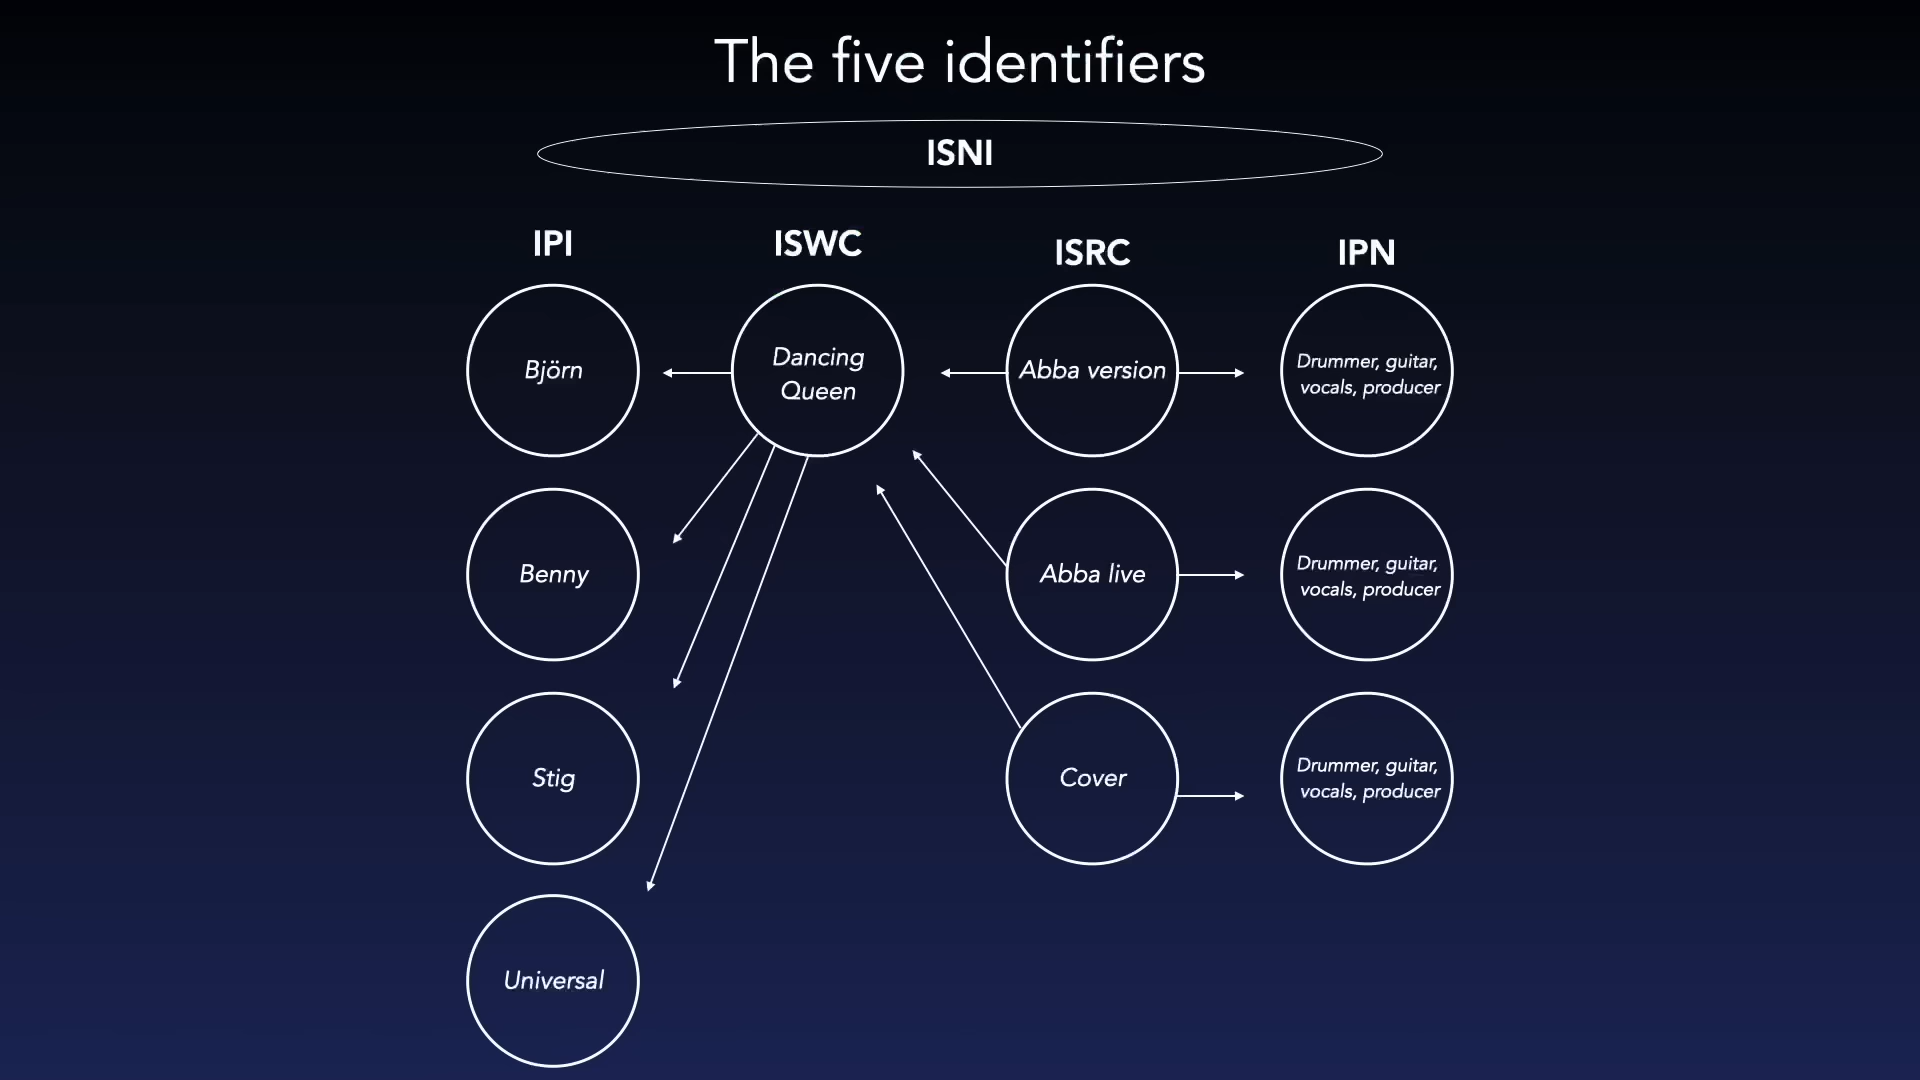 The five identifiers
ISNI
IPI
ISWC
ISRC
IPN
Björn
Dancing
Queen
Abba version
Drummer, guitar,
vocals, producer
Benny
Abba live
Drummer, guitar,
vocals, producer
Stig
Cover
Drummer, guitar,
vocals, producer
Universal